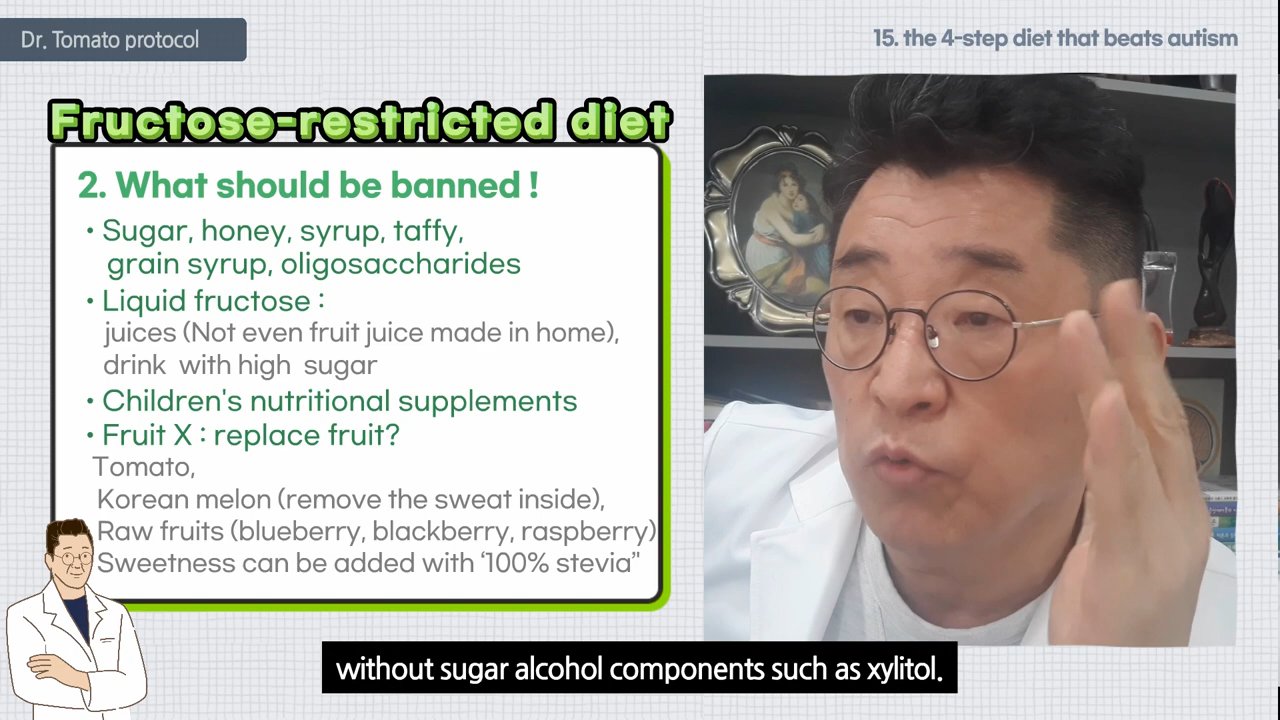 Dr. Tomato protocol
15. the 4-step diet that beats autism
Fructose-restricted diet
2. What should be banned !
• Sugar, honey, syrup, taffy,
grain syrup, oligosaccharides
• Liquid fructose :
juices (Not even fruit juice made in home),
drink with high sugar
• Children's nutritional supplements
• Fruit X : replace fruit?
Tomato,
Korean melon (remove the sweat inside),
Raw fruits (blueberry, blackberry, raspberry)
Sweetness can be added with ‘100% stevia”
without sugar alcohol components such as xylitol.